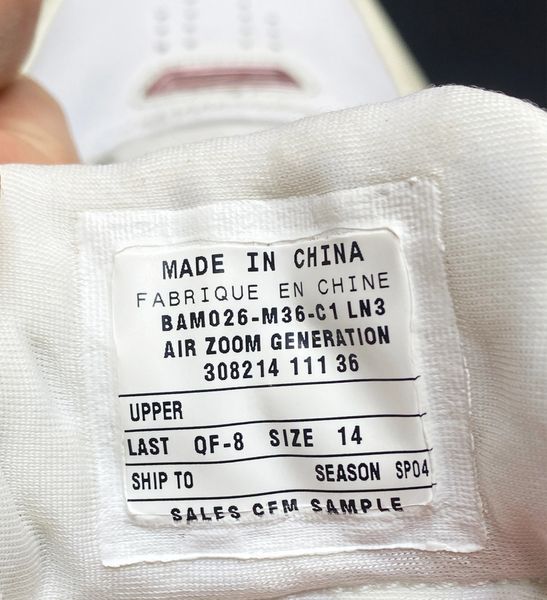 MADE IN CHINA
FABRIQUE EN CHINE
BAM026-M36-C1 LN3
AIR ZOOM GENERATION
308214 111 36
UPPER
LAST QF-8 SIZE 14
SHIP TO SEASON SP04
SALES CFM SAMPLE